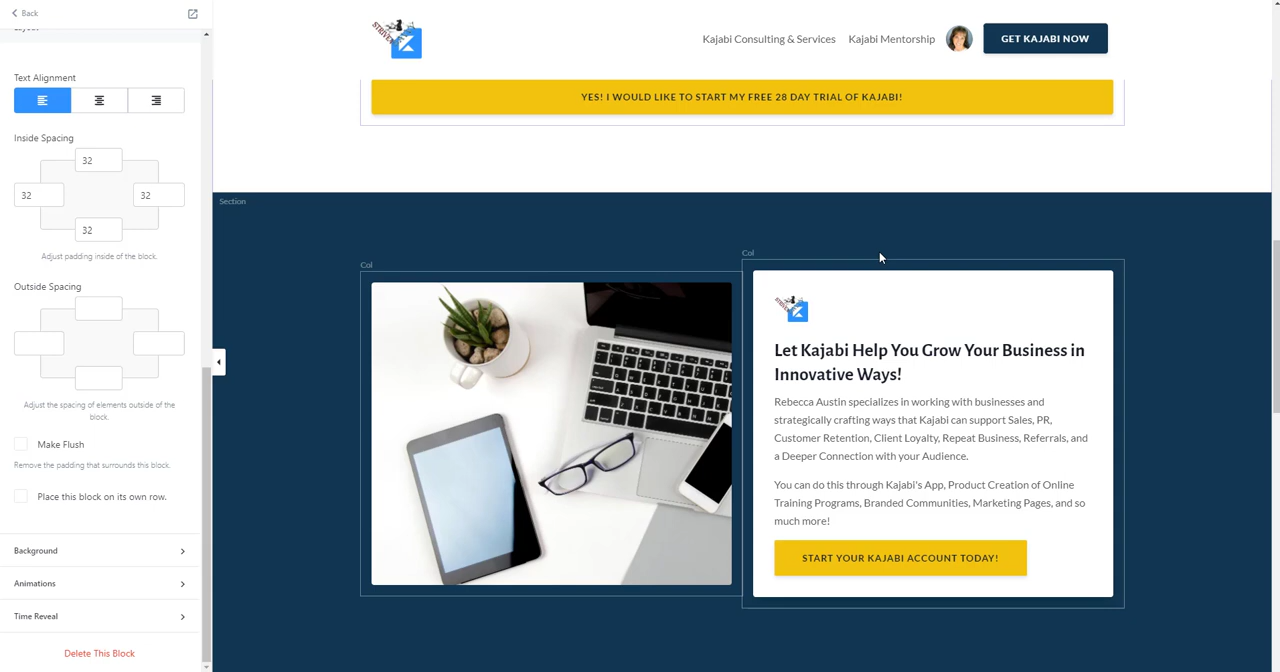 Back
Text Alignment
Inside Spacing
32
32
32
32
Adjust padding inside of the block.
Outside Spacing
Adjust the spacing of elements outside of the
block.
Make Flush
Remove the padding that surrounds this block.
Place this block on its own row.
Background
Animations
Time Reveal
Delete This Block
Kajabi Consulting & Services
Kajabi Mentorship
GET KAJABI NOW
YES! I WOULD LIKE TO START MY FREE 28 DAY TRIAL OF KAJABI!
Section
Col
Col
Let Kajabi Help You Grow Your Business in
Innovative Ways!
Rebecca Austin specializes in working with businesses and
strategically crafting ways that Kajabi can support Sales, PR,
Customer Retention, Client Loyalty, Repeat Business, Referrals, and
a Deeper Connection with your Audience.
You can do this through Kajabi's App, Product Creation of Online
Training Programs, Branded Communities, Marketing Pages, and so
much more!
START YOUR KAJABI ACCOUNT TODAY!